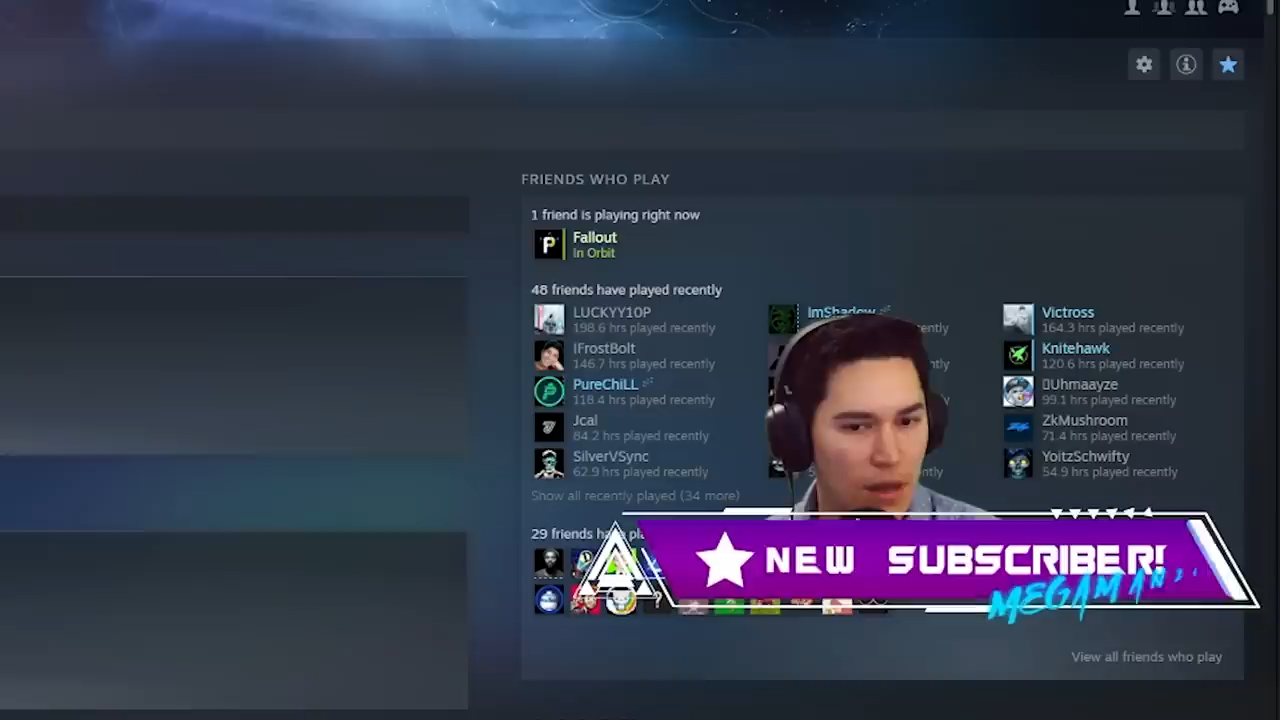 FRIENDS WHO PLAY
1 friend is playing right now
Fallout
In Orbit
48 friends have played recently
LUCKYY10P
198.6 hrs played recently
ImShadow
Victross
164.3 hrs played recently
IFrostBolt
146.7 hrs played recently
Knitehawk
120.6 hrs played recently
PureChiLL
118.4 hrs played recently
Uhmaayze
99.1 hrs played recently
Jcal
84.2 hrs played recently
ZkMushroom
71.4 hrs played recently
SilverVSync
62.9 hrs played recently
YoitzSchwifty
54.9 hrs played recently
Show all recently played (34 more)
29 friends
NEW SUBSCRIBER!
View all friends who play